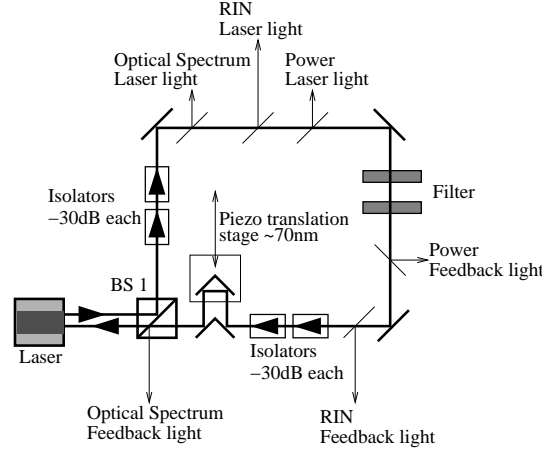 RIN
Laser light
Optical Spectrum
Laser light
Power
Laser light
Isolators
−30dB each
Piezo translation
stage ~70nm
Filter
Power
Feedback light
BS 1
Laser
Isolators
−30dB each
Optical Spectrum
Feedback light
RIN
Feedback light